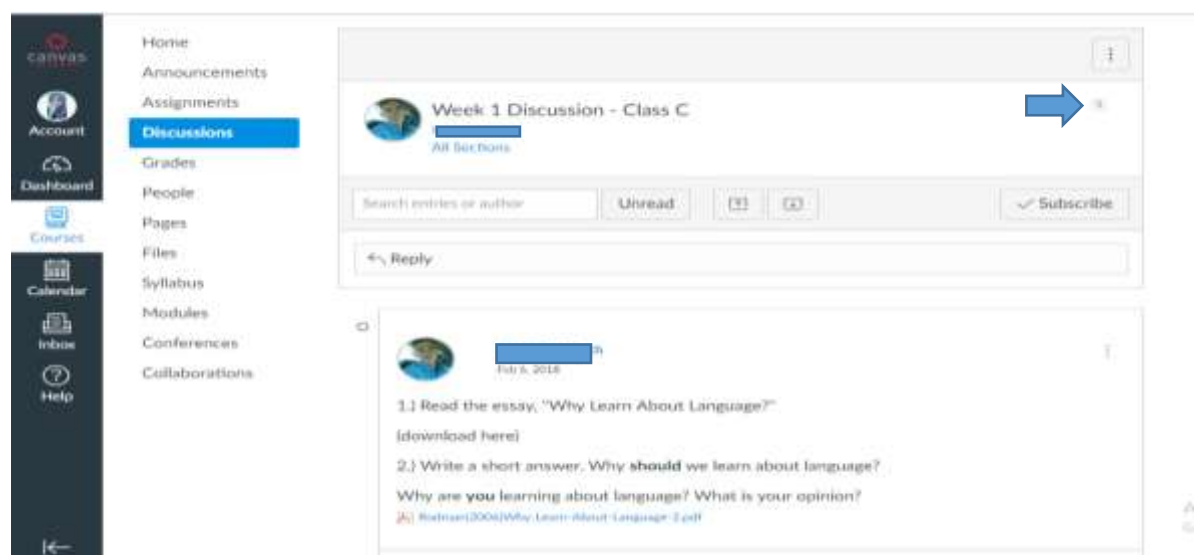 canvas
Account
Dashboard
Courses
Calendar
Inbox
Help
Home
Announcements
Assignments
Discussions
Grades
People
Pages
Files
Syllabus
Modules
Conferences
Collaborations
Week 1 Discussion - Class C
All Sections
Search entries or author
Unread
Subscribe
Reply
Feb 6, 2018
1.) Read the essay, "Why Learn About Language?"
(download here)
2.) Write a short answer. Why should we learn about language?
Why are you learning about language? What is your opinion?